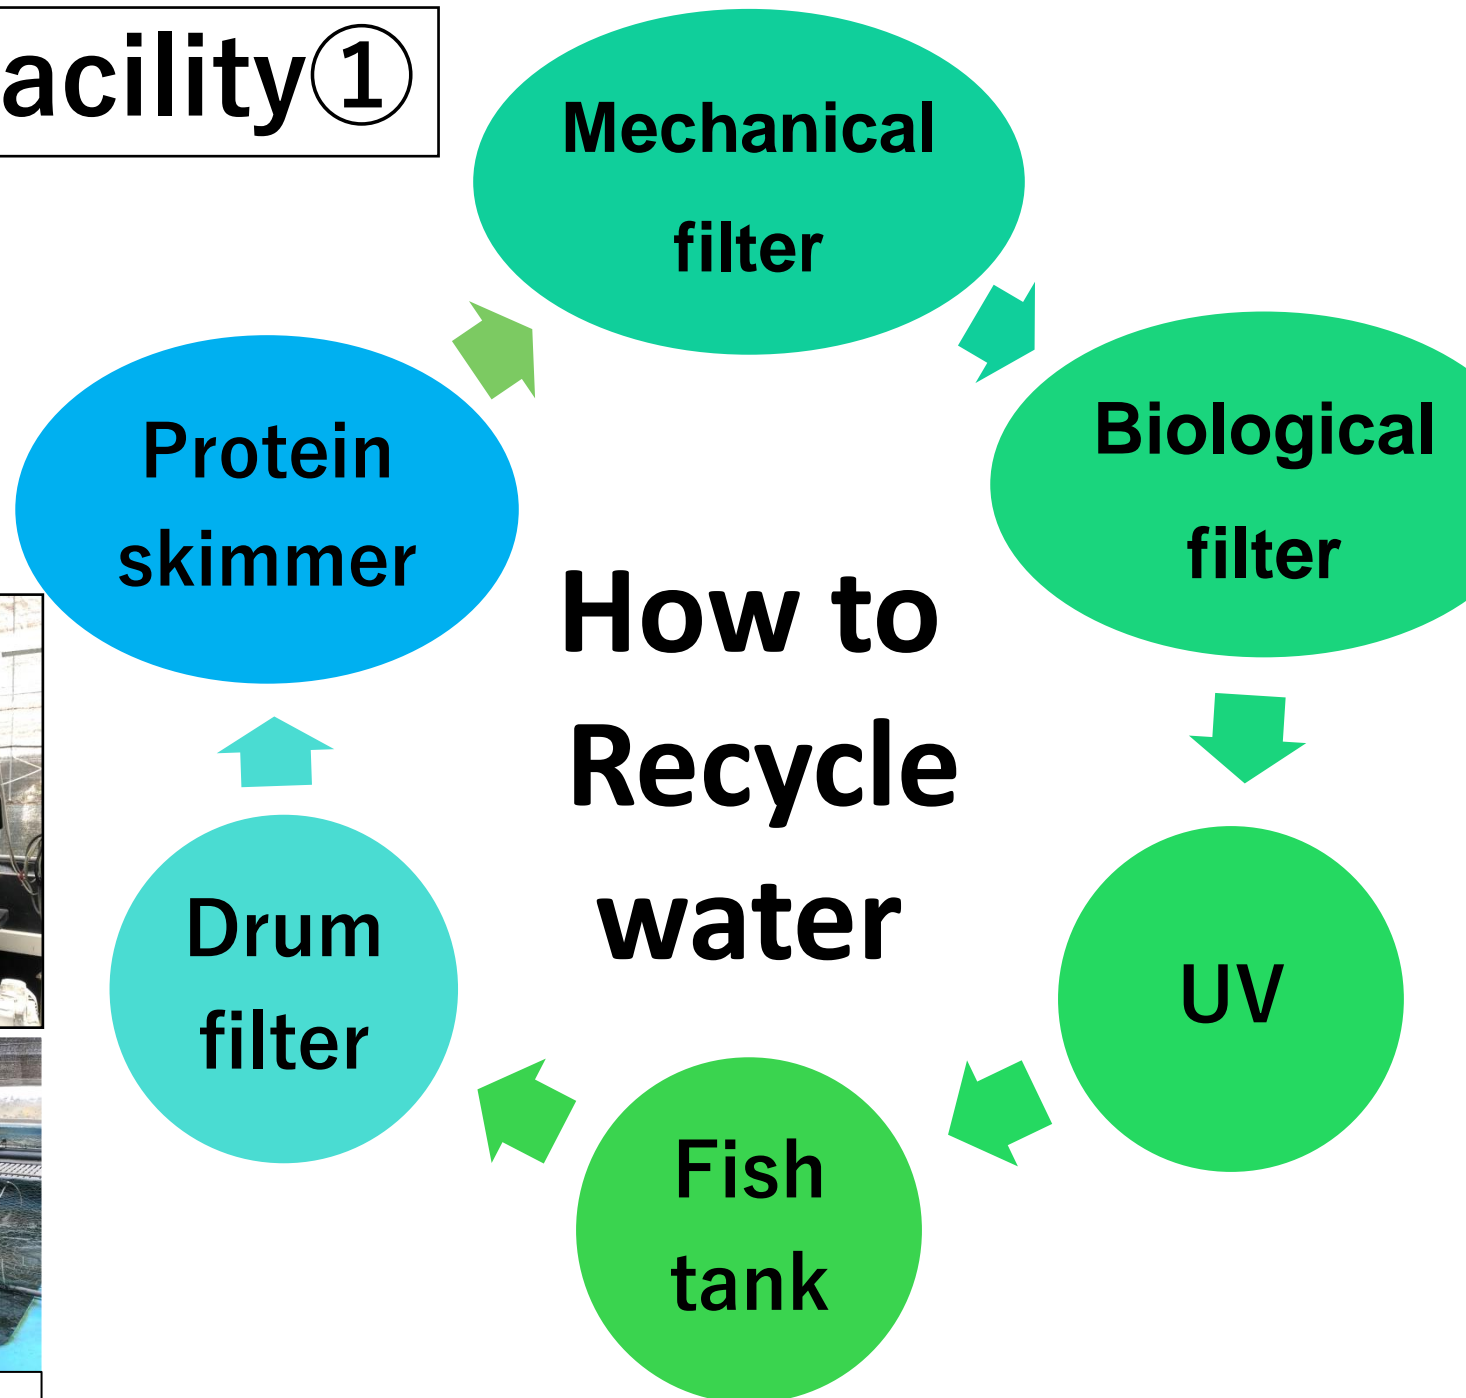 acility①
Mechanical
filter
Protein
skimmer
Biological
filter
How to
Recycle
water
Drum
filter
UV
Fish
tank